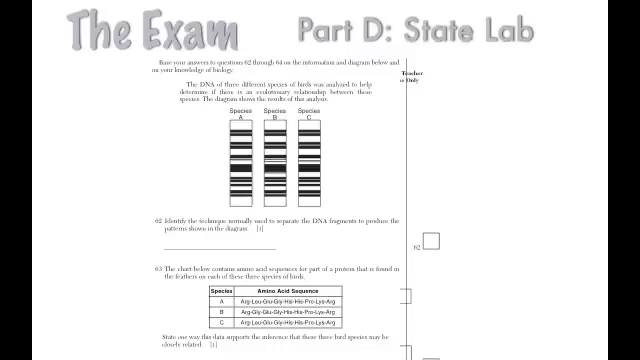 The Exam
Part D: State Lab
Base your answers to questions 62 through 64 on the information and diagram below and
on your knowledge of biology.
Teacher
Only
The DNA of three different species of birds was analyzed to help
determine if there is an evolutionary relationship between these
species. The diagram shows the results of this analysis.
Species Species Species
A B C
62 Identify the technique normally used to separate the DNA fragments to produce the
patterns shown in the diagram. [1]
62
63 The chart below contains amino acid sequences for part of a protein that is found in
the feathers on each of these three species of birds.
Species Amino Acid Sequence
A Arg-Leu-Glu-Gly-His-His-Pro-Lys-Arg
B Arg-Gly-Glu-Gly-His-His-Pro-Lys-Arg
C Arg-Leu-Glu-Gly-His-His-Pro-Lys-Arg
State one way this data supports the inference that these three bird species may be
closely related. [1]